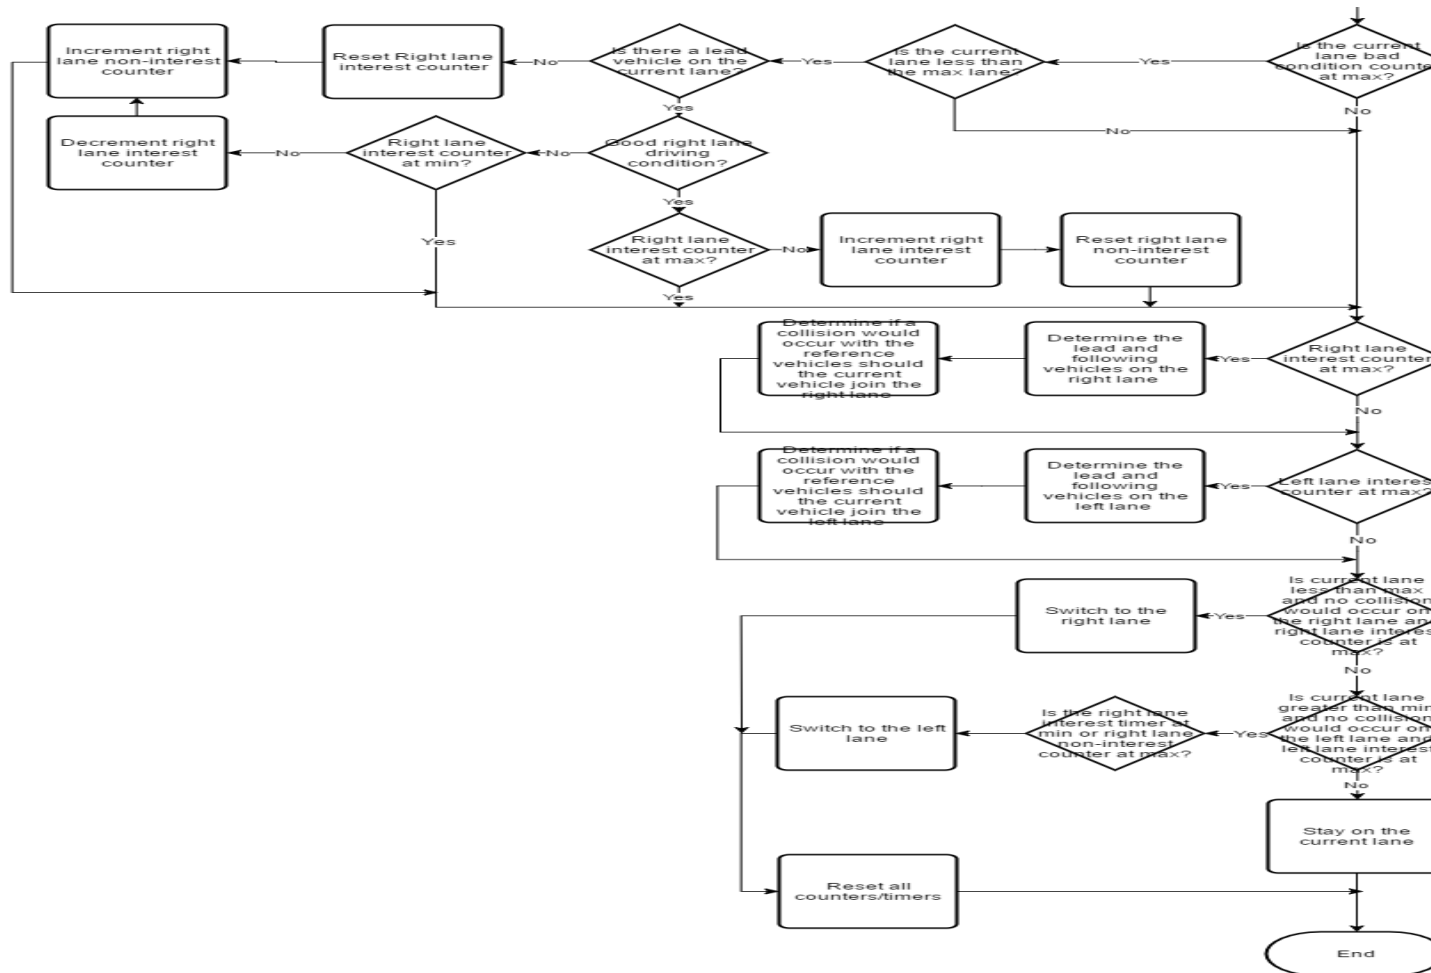 Increment right
lane non-interest
counter
Reset Right lane
interest counter
No
Is there a lead
vehicle on the
current lane?
Yes
Is the current
lane less than
the max lane?
Yes
Is the current
lane bad
condition counter
at max?
Yes
No
No
Decrement right
lane interest
counter
No
Right lane
interest counter
at min?
No
Good right lane
driving
condition?
Yes
Yes
Right lane
interest counter
at max?
No
Increment right
lane interest
counter
Reset right lane
non-interest
counter
Yes
Determine if a
collision would
occur with the
reference
vehicles should
the current
vehicle join the
right lane
Determine the
lead and
following
vehicles on the
right lane
Yes
Right lane
interest counter
at max?
No
Determine if a
collision would
occur with the
reference
vehicles should
the current
vehicle join the
left lane
Determine the
lead and
following
vehicles on the
left lane
Yes
Left lane interest
counter at max?
No
Switch to the
right lane
Yes
Is current lane
less than max
and no collision
would occur on
the right lane and
right lane interest
counter is at
max?
No
Switch to the left
lane
Is the right lane
interest timer at
min or right lane
non-interest
counter at max?
Yes
Is current lane
greater than min
and no collision
would occur on
the left lane and
left lane interest
counter is at
max?
No
Stay on the
current lane
Reset all
counters/timers
End